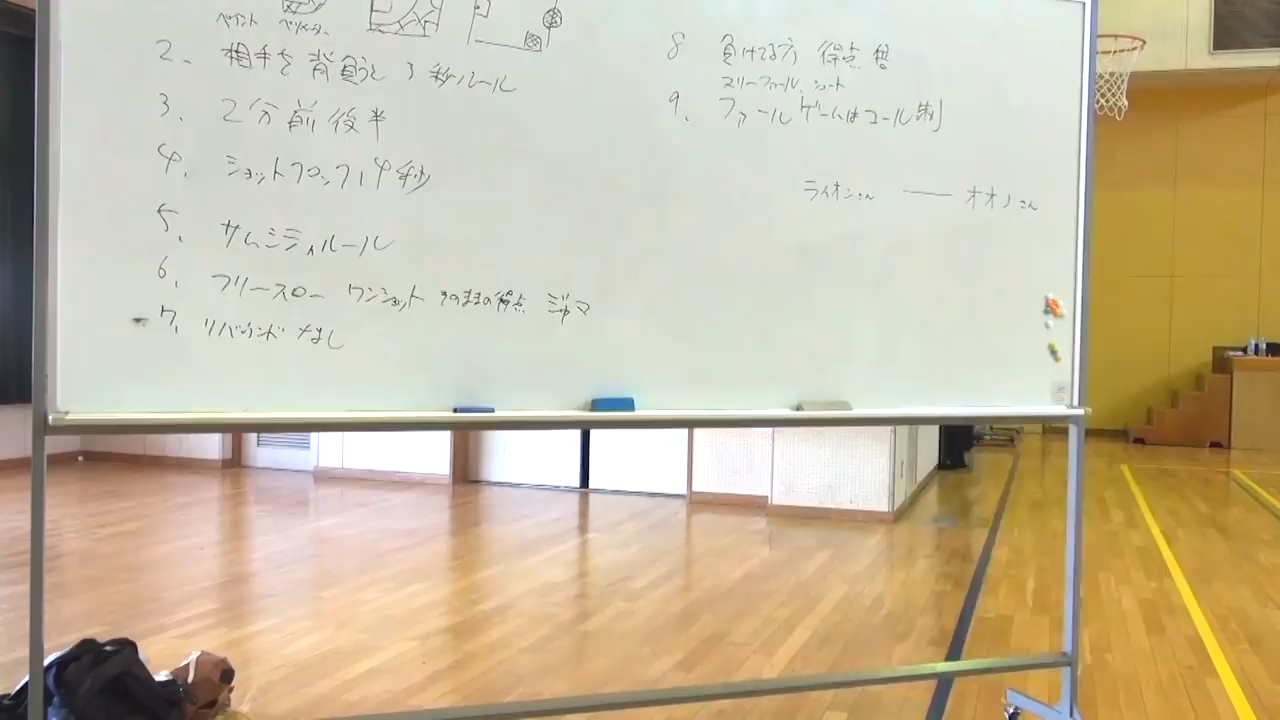 ペイント
2、 相手を背負うと 3秒ルール
3、 2分前後半
4、 ショットクロック14秒
5、 サムシティルール
6、 フリースロー ワンショット そのままの得点 ジャマ
7、 リバウンドなし
8 負けてる方 得点倍
スリーファール、シュート
9、 ファールゲームはコール制
ライオンさん ── オオノさん